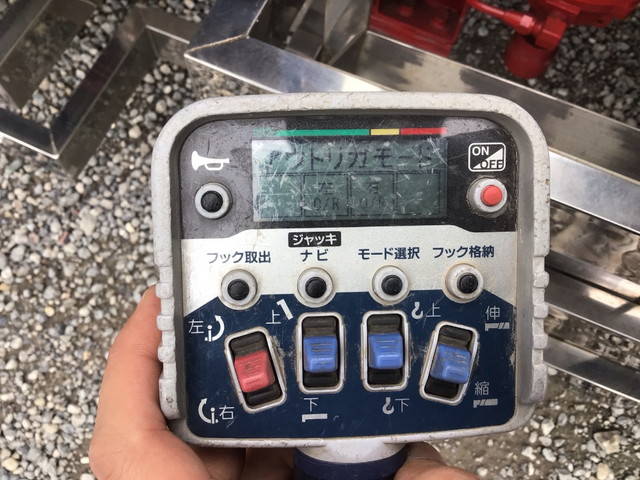 アウトリガモード
ON
OFF
左 右
O/R O/R
ジャッキ
フック取出 ナビ モード選択 フック格納
左 上 上 伸
右 下 下 縮